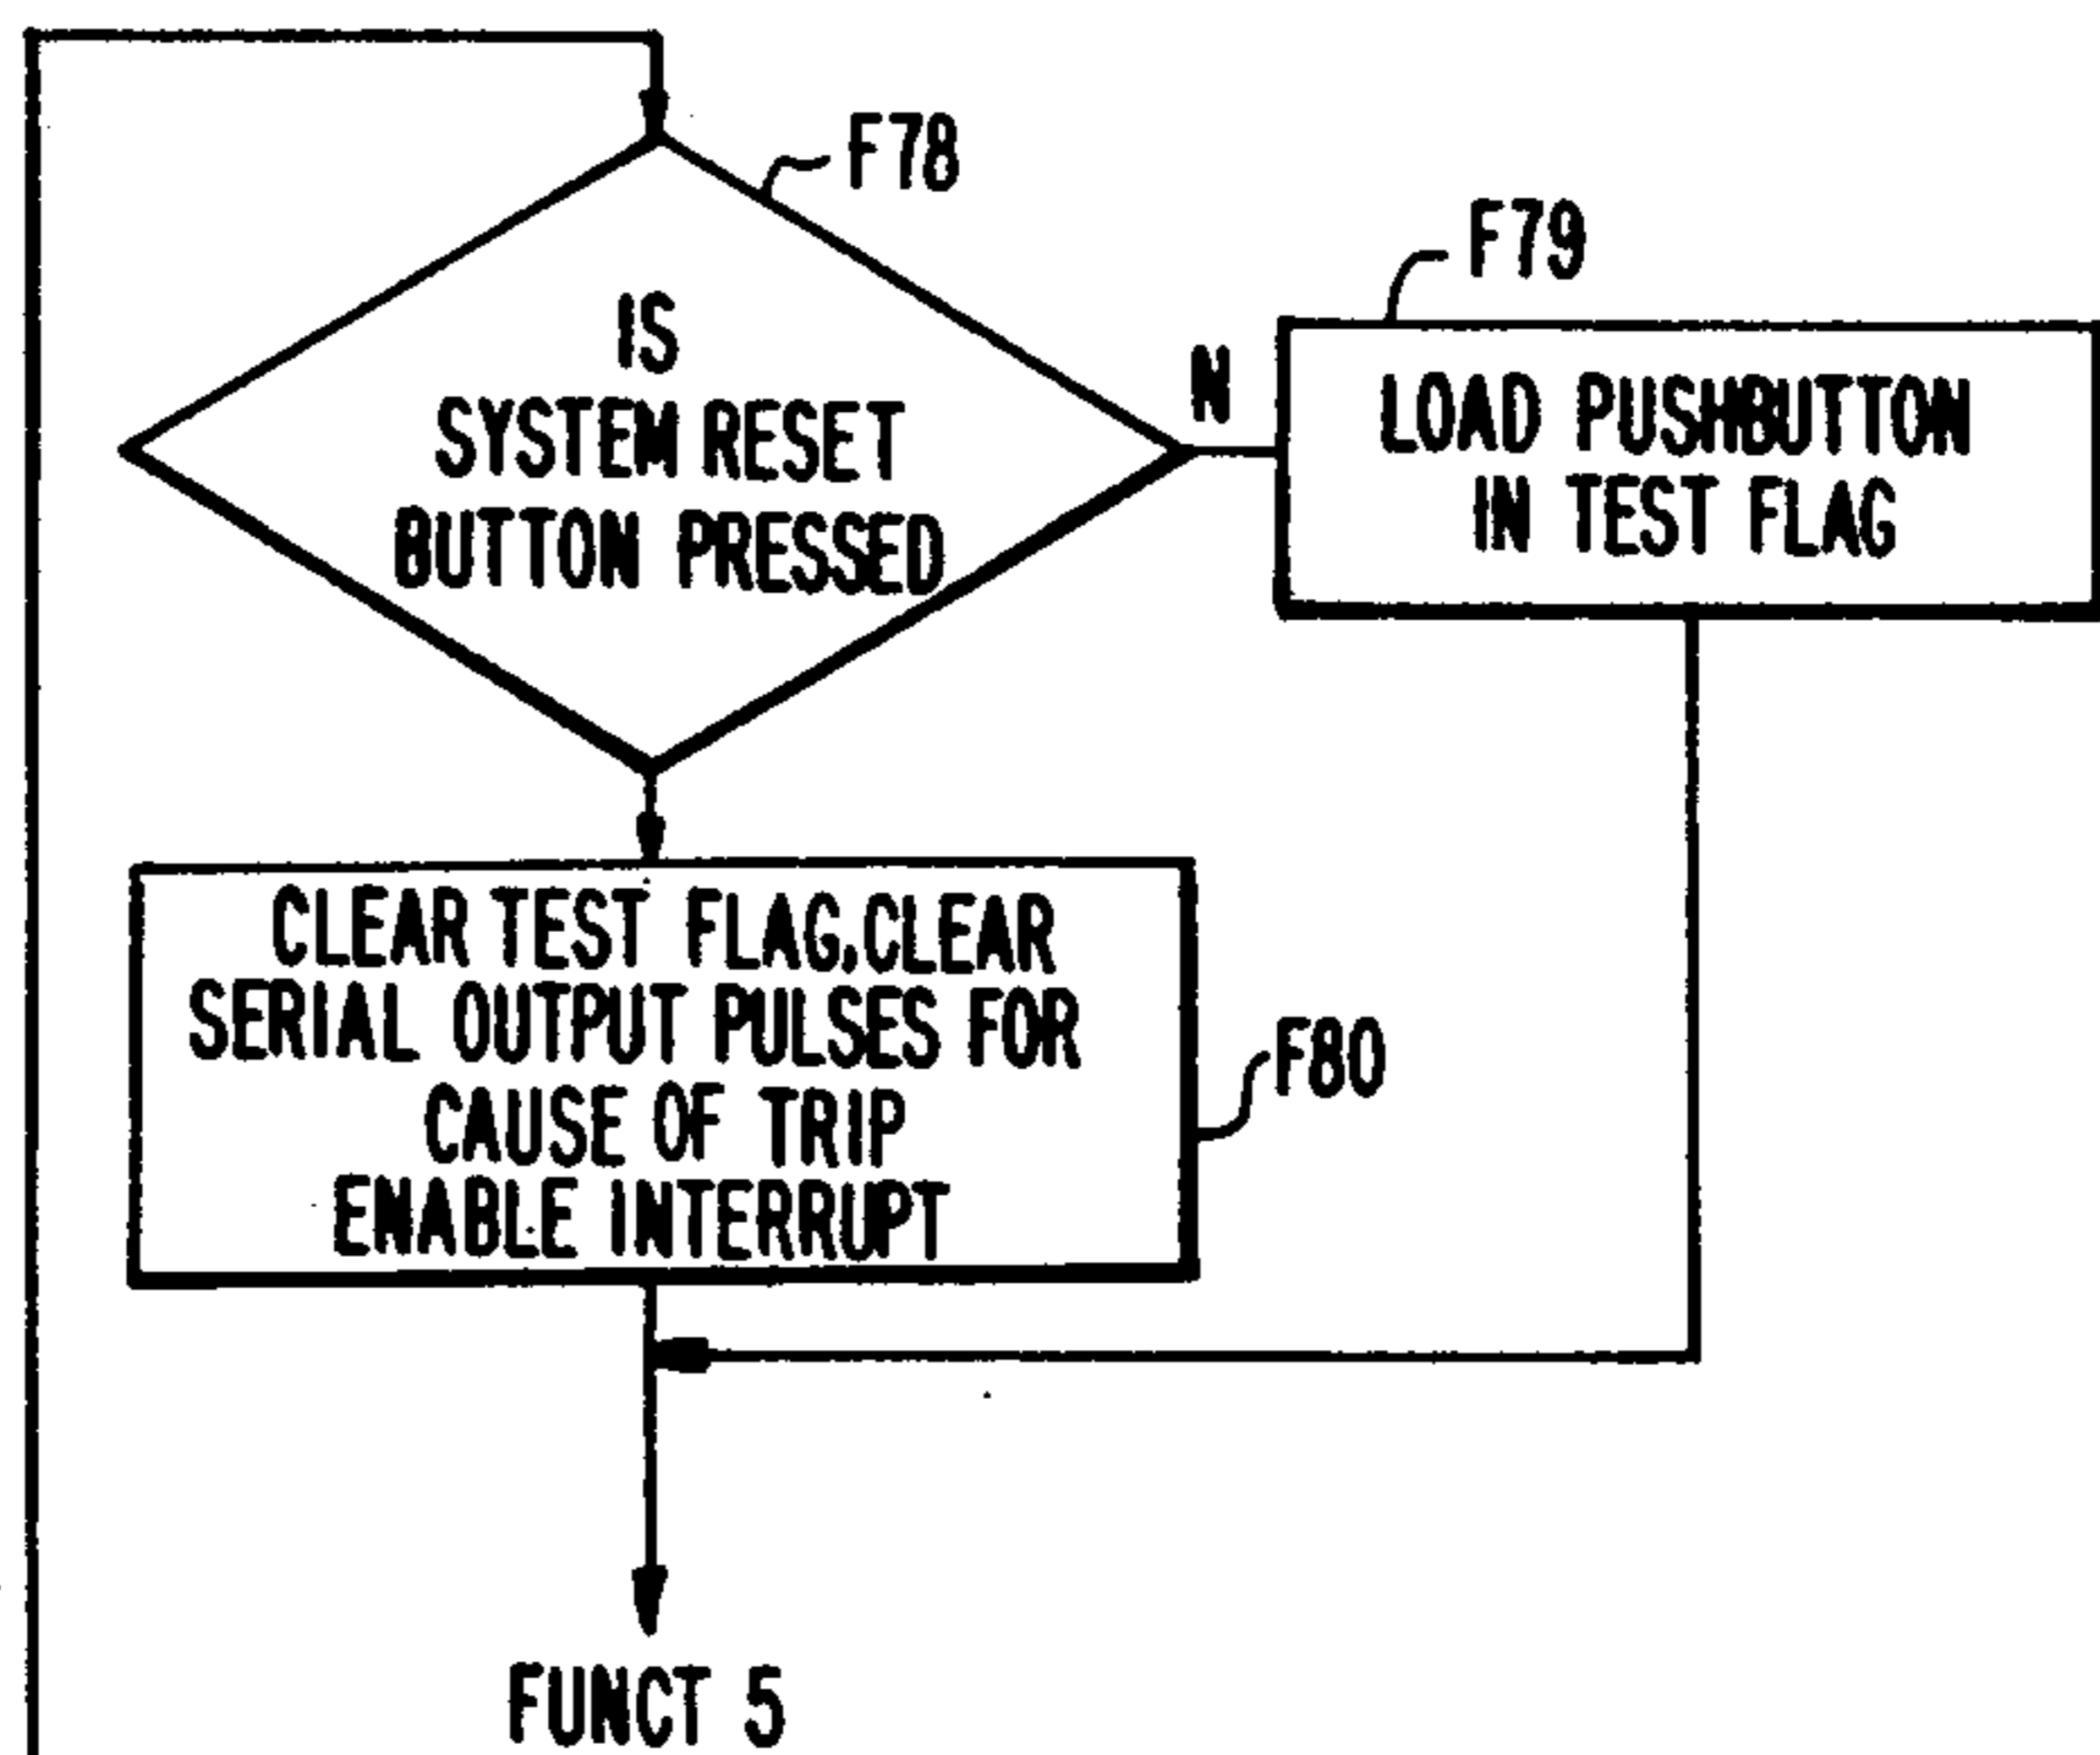 F78
IS
SYSTEM RESET
BUTTON PRESSED
N
F79
LOAD PUSHBUTTON
IN TEST FLAG
CLEAR TEST FLAG,CLEAR
SERIAL OUTPUT PULSES FOR
CAUSE OF TRIP
ENABLE INTERRUPT
F80
FUNCT 5